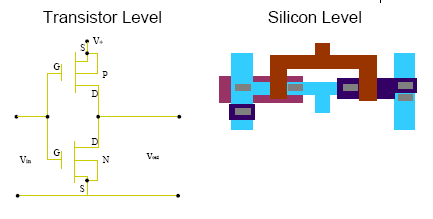 Transistor Level
Silicon Level
V+
S
G
P
D
D
G
N
Vin
Vout
S